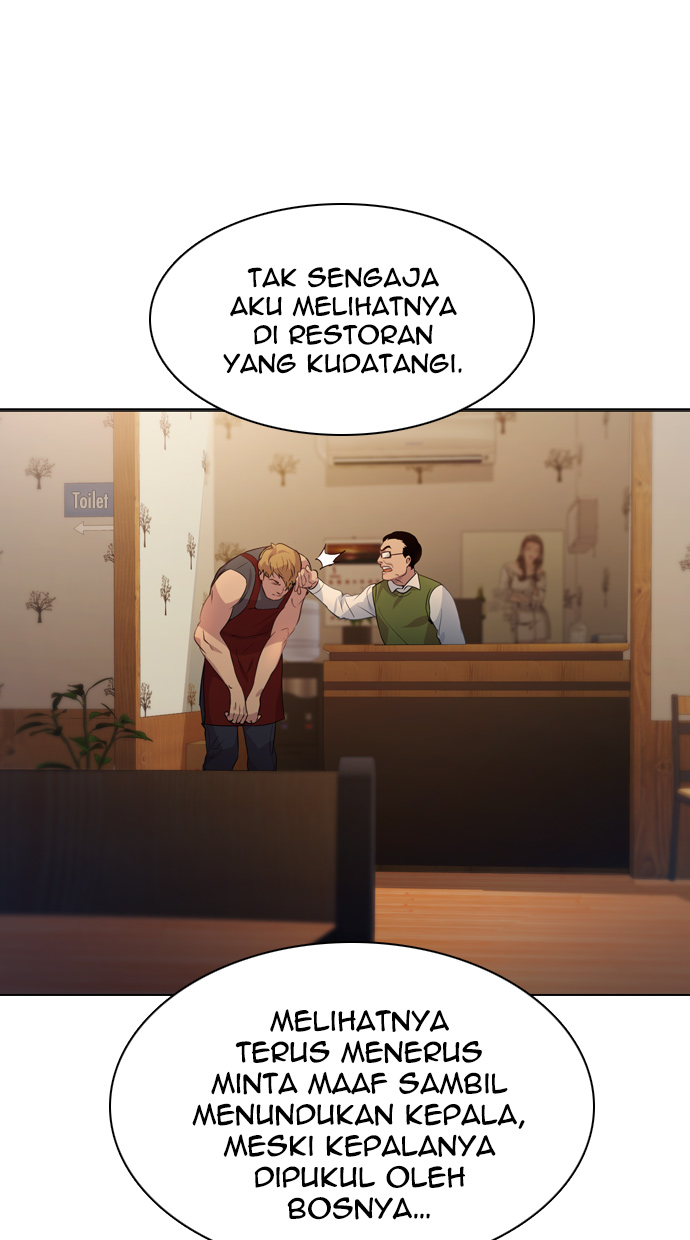 TAK SENGAJA
AKU MELIHATNYA
DI RESTORAN
YANG KUDATANGI.
Toilet
MELIHATNYA
TERUS MENERUS
MINTA MAAF SAMBIL
MENUNDUKAN KEPALA,
MESKI KEPALANYA
DIPUKUL OLEH
BOSNYA...